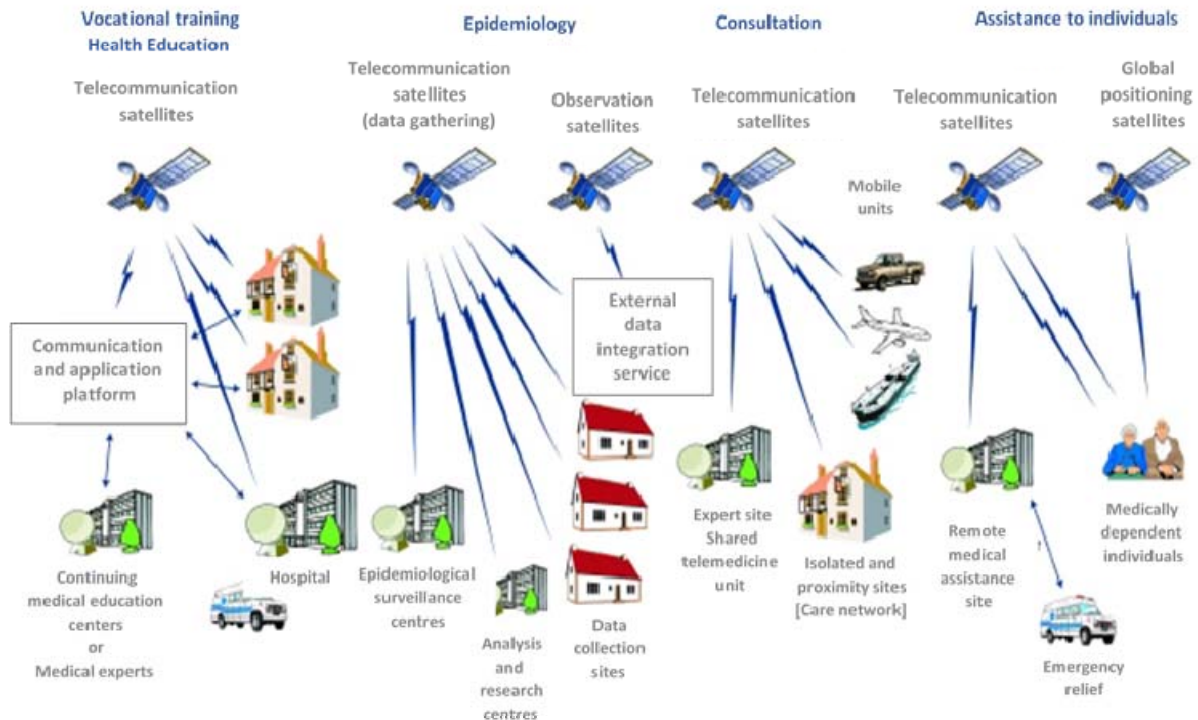 Vocational training
Health Education
Telecommunication
satellites
Communication
and application
platform
Continuing
medical education
centers
or
Medical experts
Hospital
Epidemiology
Telecommunication
satellites
(data gathering)
Observation
satellites
External
data
integration
service
Epidemiological
surveillance
centres
Analysis
and
research
centres
Data
collection
sites
Consultation
Telecommunication
satellites
Mobile
units
Expert site
Shared
telemedicine
unit
Isolated and
proximity sites
[Care network]
Assistance to individuals
Telecommunication
satellites
Global
positioning
satellites
Remote
medical
assistance
site
Medically
dependent
individuals
Emergency
relief